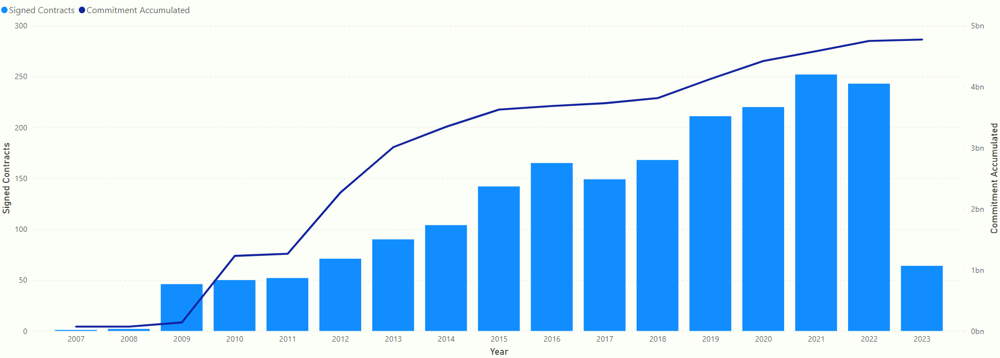 Signed Contracts Commitment Accumulated
300
250
200
150
100
50
0
Signed Contracts
5bn
4bn
3bn
2bn
1bn
0bn
Commitment Accumulated
2007 2008 2009 2010 2011 2012 2013 2014 2015 2016 2017 2018 2019 2020 2021 2022 2023
Year